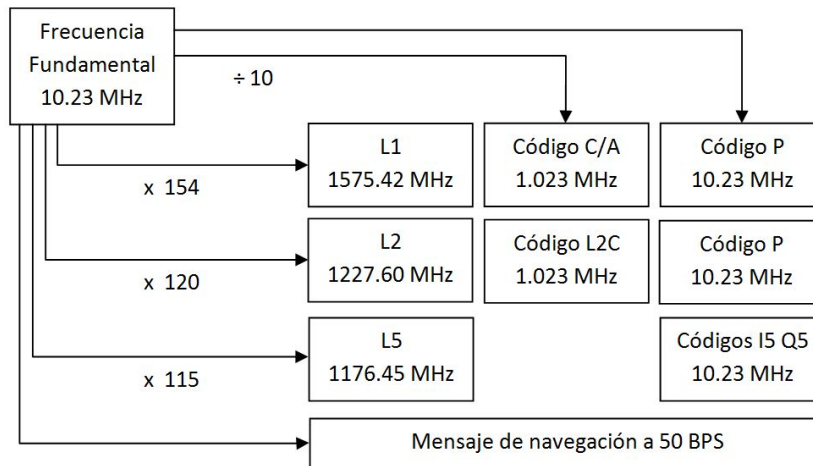 Frecuencia
Fundamental
10.23 MHz
÷ 10
L1
1575.42 MHz
Código C/A
1.023 MHz
Código P
10.23 MHz
x 154
L2
1227.60 MHz
Código L2C
1.023 MHz
Código P
10.23 MHz
x 120
L5
1176.45 MHz
Códigos I5 Q5
10.23 MHz
x 115
Mensaje de navegación a 50 BPS